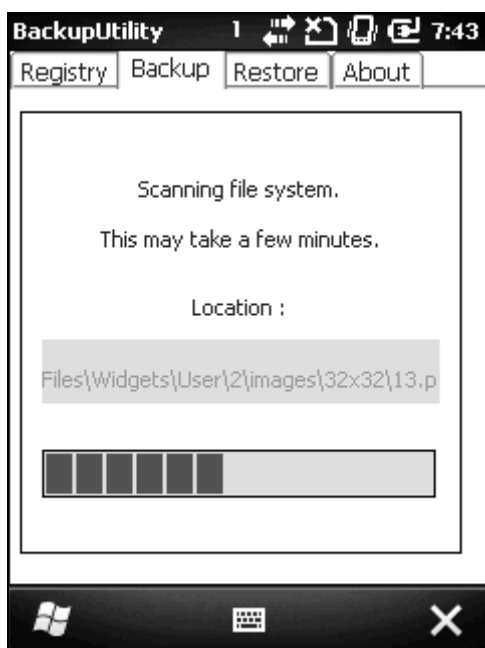 BackupUtility 1 7:43
Registry Backup Restore About
Scanning file system.
This may take a few minutes.
Location :
Files\Widgets\User\2\images\32x32\13.p